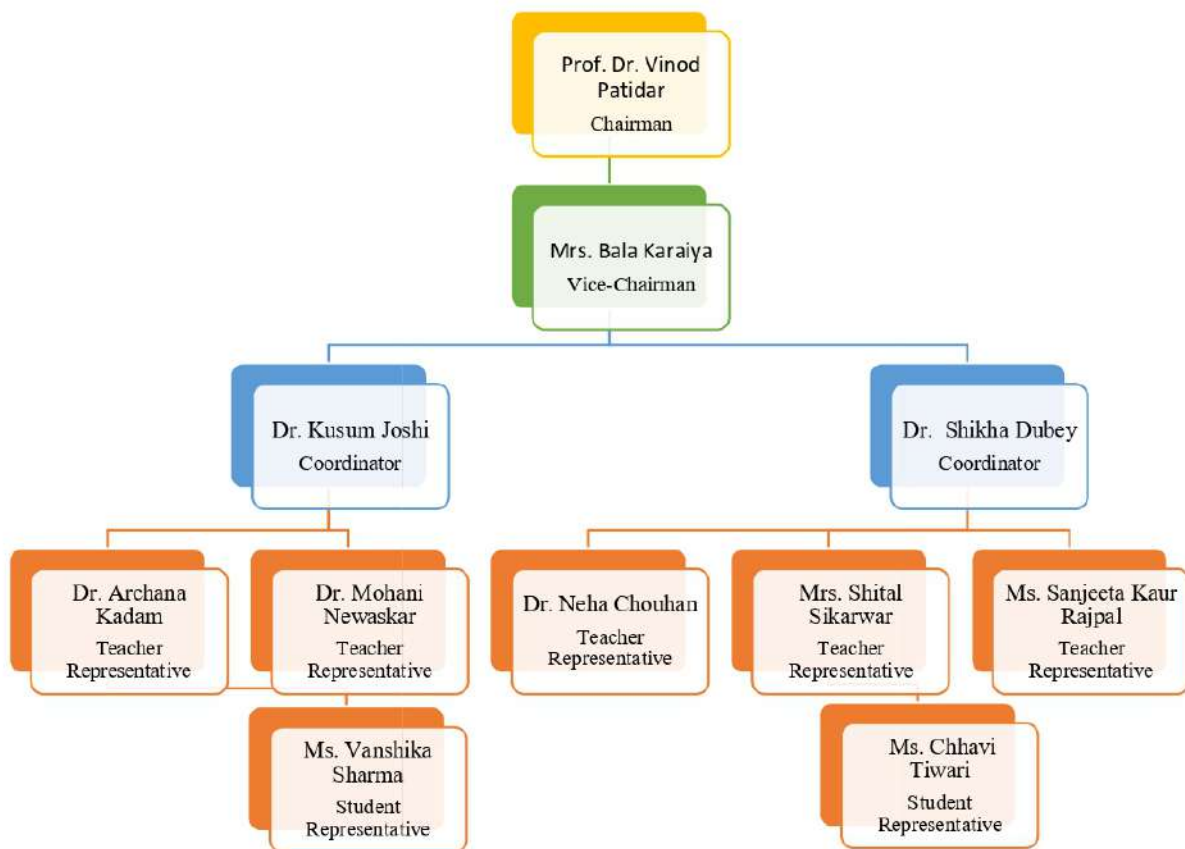 Prof. Dr. Vinod
Patidar
Chairman
Mrs. Bala Karaiya
Vice-Chairman
Dr. Kusum Joshi
Coordinator
Dr. Shikha Dubey
Coordinator
Dr. Archana
Kadam
Teacher
Representative
Dr. Mohani
Newaskar
Teacher
Representative
Dr. Neha Chouhan
Teacher
Representative
Mrs. Shital
Sikarwar
Teacher
Representative
Ms. Sanjeeta Kaur
Rajpal
Teacher
Representative
Ms. Vanshika
Sharma
Student
Representative
Ms. Chhavi
Tiwari
Student
Representative